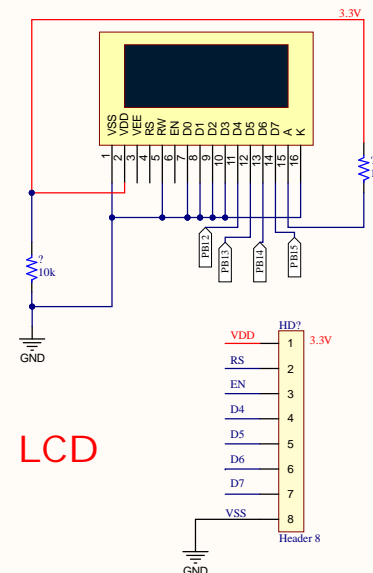 3.3V
VSS
VDD
VEE
RS
RW
EN
D0
D1
D2
D3
D4
D5
D6
D7
A
K
1
2
3
4
5
6
7
8
9
10
11
12
13
14
15
16
?
10k
PB12
PB13
PB14
PB15
GND
HD?
VDD 1 3.3V
RS 2
EN 3
D4 4
D5 5
D6 6
D7 7
VSS 8
Header 8
LCD
GND